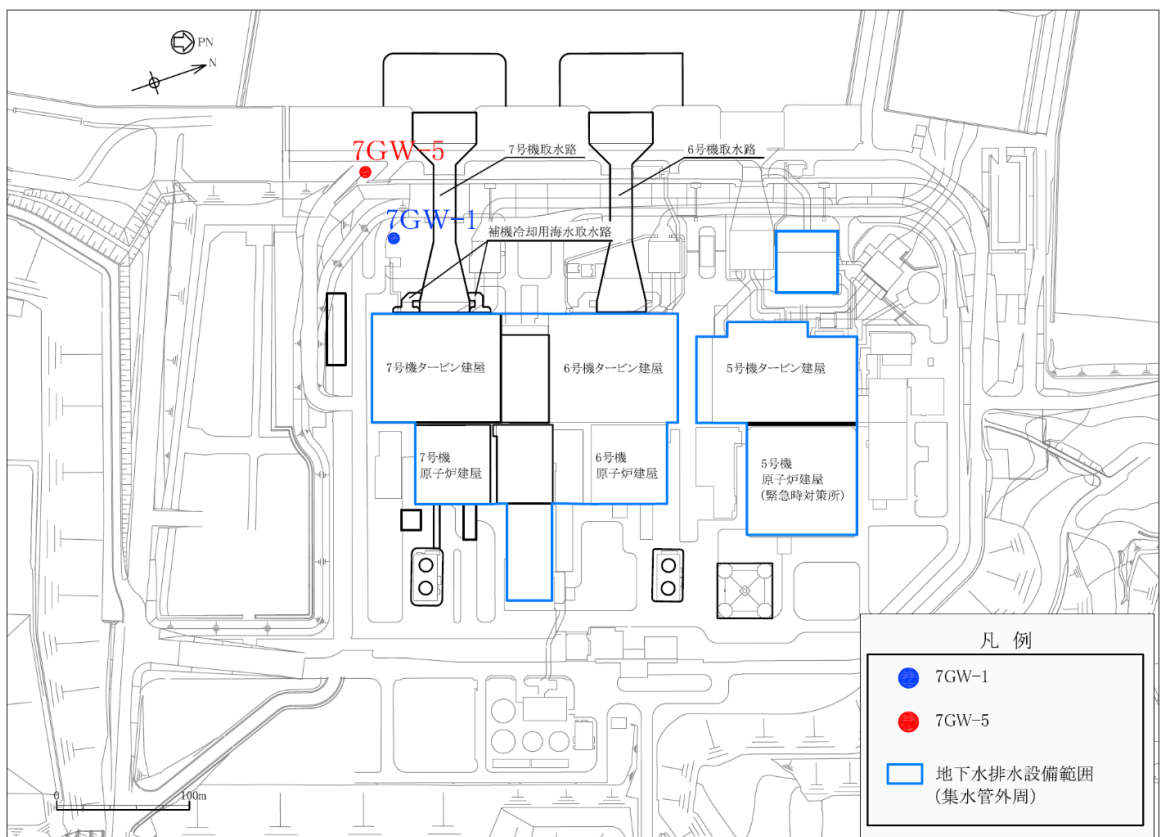 PN
N
7GW-5
7号機取水路
6号機取水路
7GW-1
補機冷却用海水取水路
7号機タービン建屋
6号機タービン建屋
5号機タービン建屋
7号機
原子炉建屋
6号機
原子炉建屋
5号機
原子炉建屋
(緊急時対策所)
凡 例
7GW-1
7GW-5
地下水排水設備範囲
(集水管外周)
0
100m